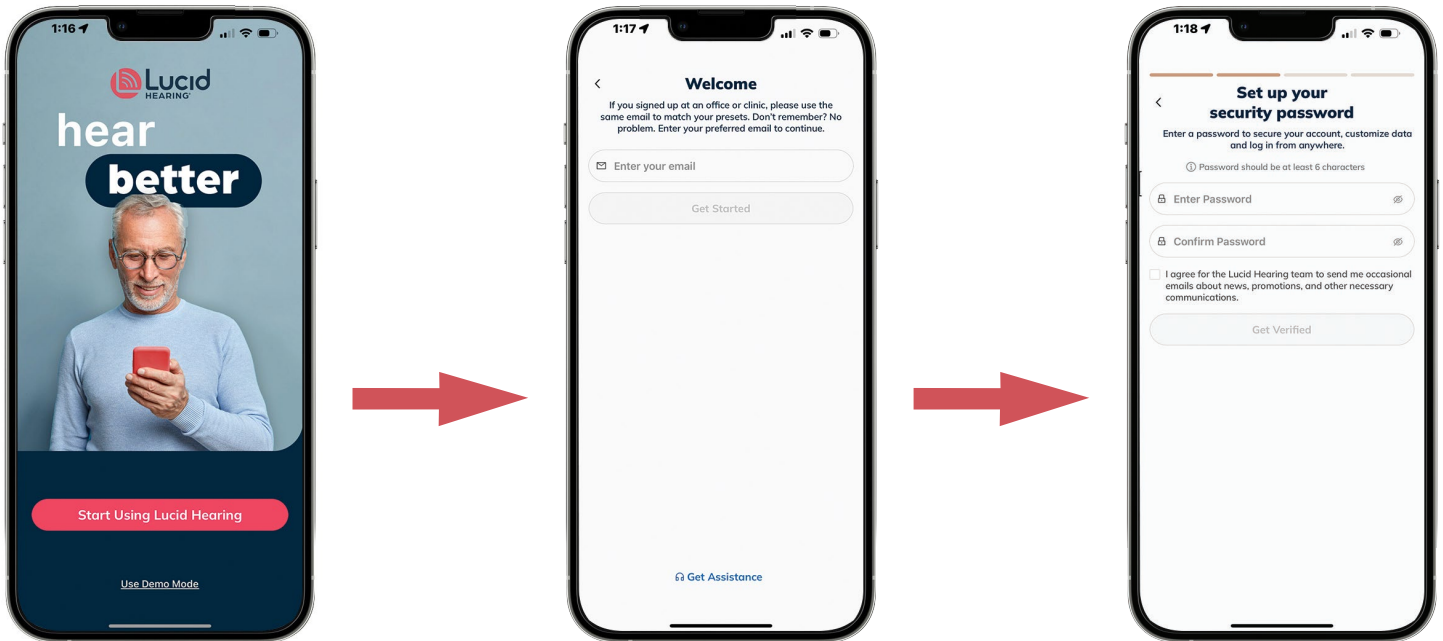 1:16
Lucid
HEARING
hear
better
Start Using Lucid Hearing
Use Demo Mode
1:17
Welcome
If you signed up at an office or clinic, please use the
same email to match your presets. Don't remember? No
problem. Enter your preferred email to continue.
Enter your email
Get Started
Get Assistance
1:18
Set up your
security password
Enter a password to secure your account, customize data
and log in from anywhere.
Password should be at least 6 characters
Enter Password
Confirm Password
I agree for the Lucid Hearing team to send me occasional
emails about news, promotions, and other necessary
communications.
Get Verified